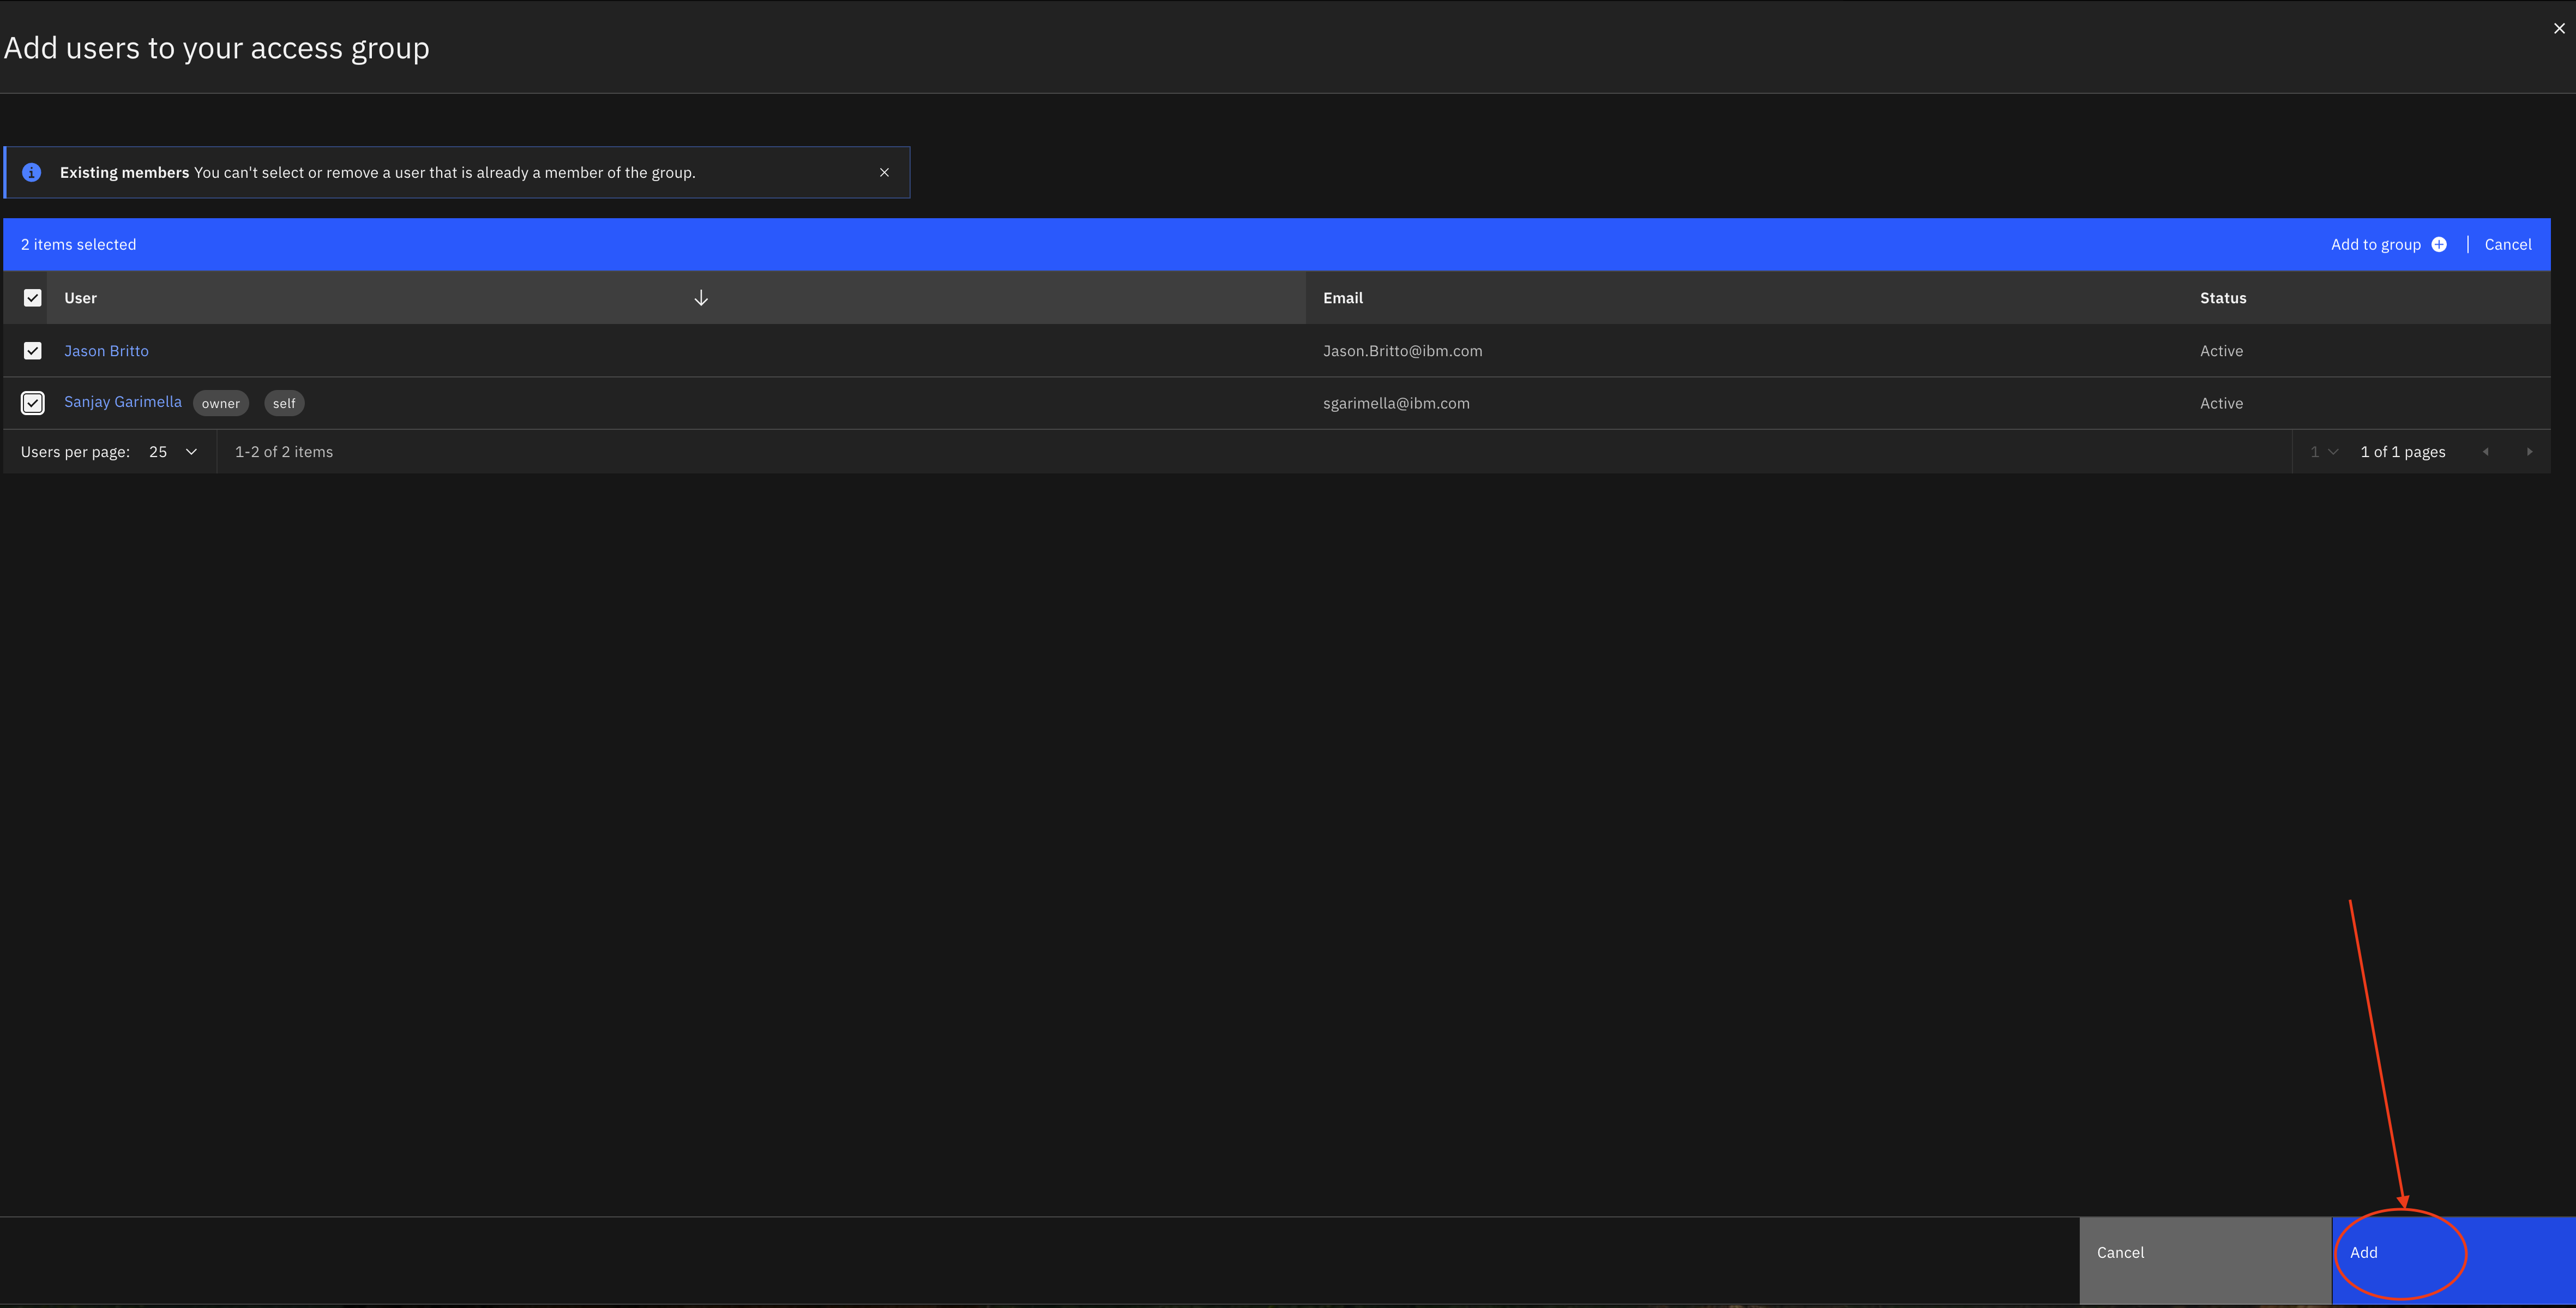 Add users to your access group
Existing members You can't select or remove a user that is already a member of the group.
2 items selected Add to group | Cancel
User Email Status
Jason Britto Jason.Britto@ibm.com Active
Sanjay Garimella owner self sgarimella@ibm.com Active
Users per page: 25 1-2 of 2 items 1 1 of 1 pages
Cancel Add